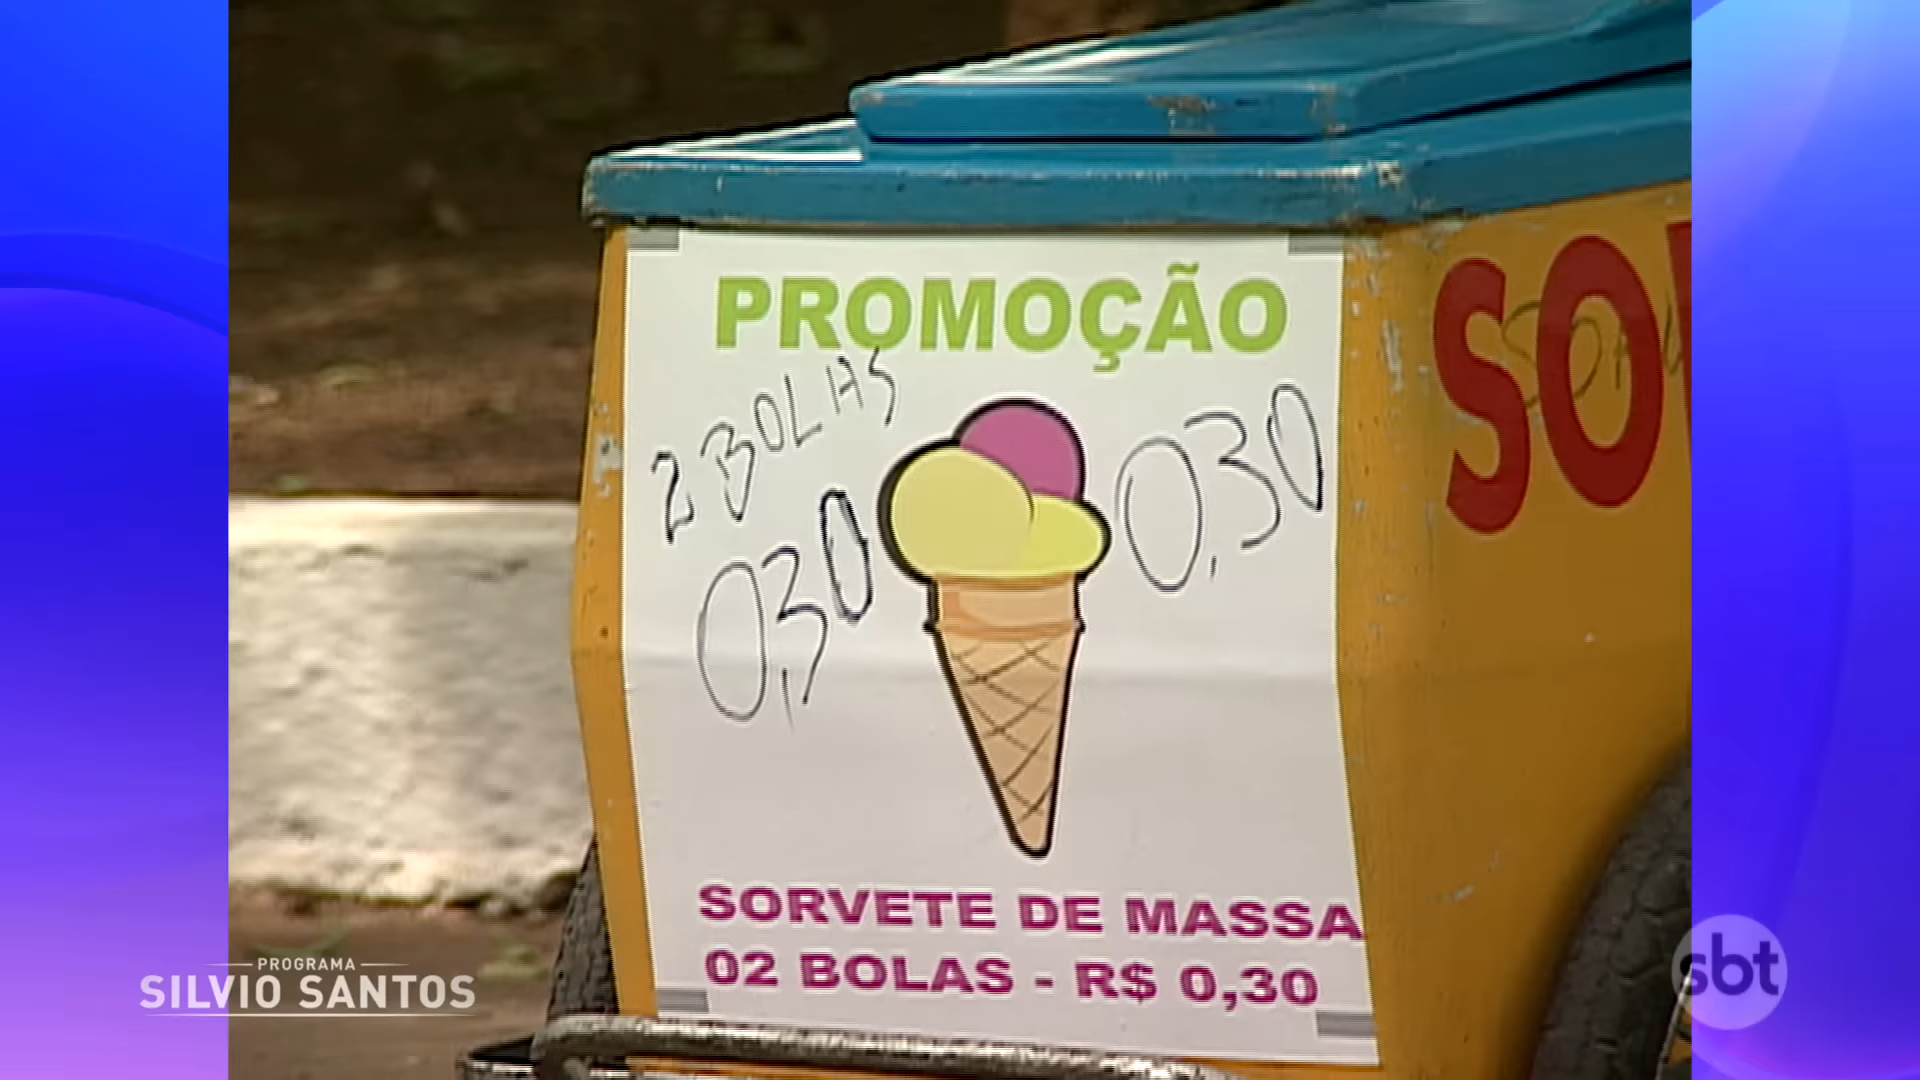 PROMOÇÃO
2 BOLAS
0,30
0,30
SORVETE DE MASSA
02 BOLAS - R$ 0,30
SO
PROGRAMA
SILVIO SANTOS
sbt